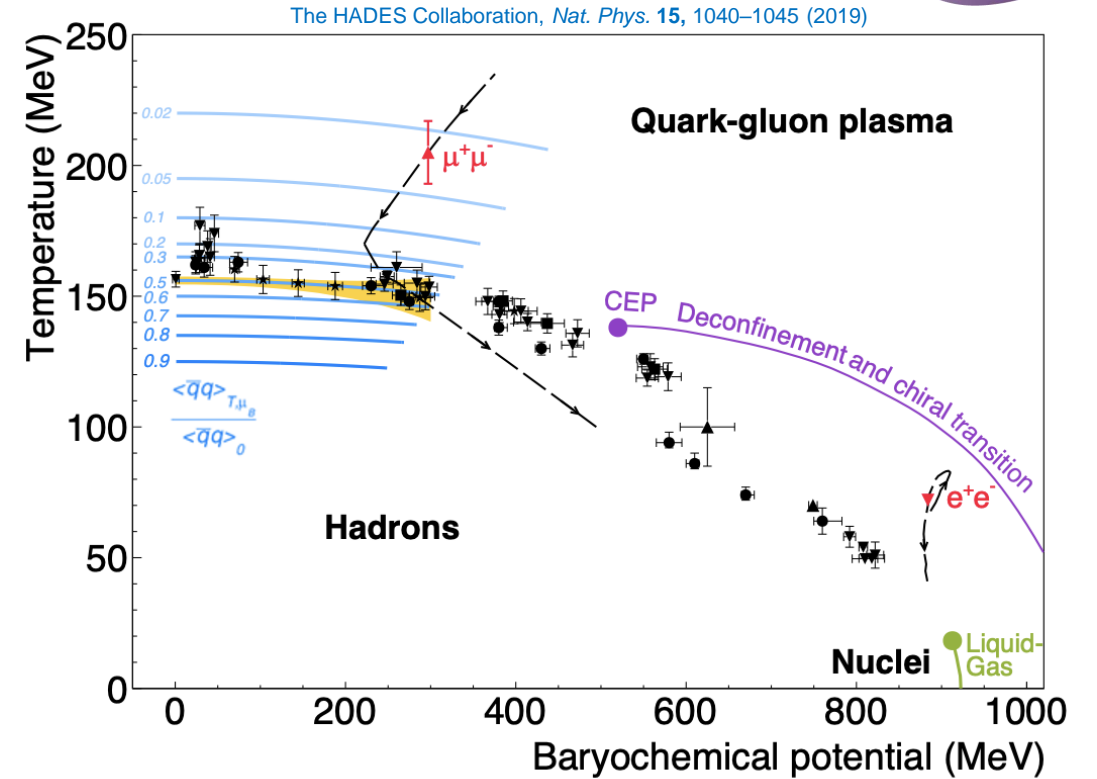 The HADES Collaboration, Nat. Phys. 15, 1040–1045 (2019)
Temperature (MeV)
250
200
150
100
50
0
0.02
0.05
0.1
0.2
0.3
0.5
0.6
0.7
0.8
0.9
<q̅q>T,μB
<q̅q>0
μ+μ-
Quark-gluon plasma
CEP
Deconfinement and chiral transition
Hadrons
e+e-
Nuclei
Liquid-
Gas
0 200 400 600 800 1000
Baryochemical potential (MeV)